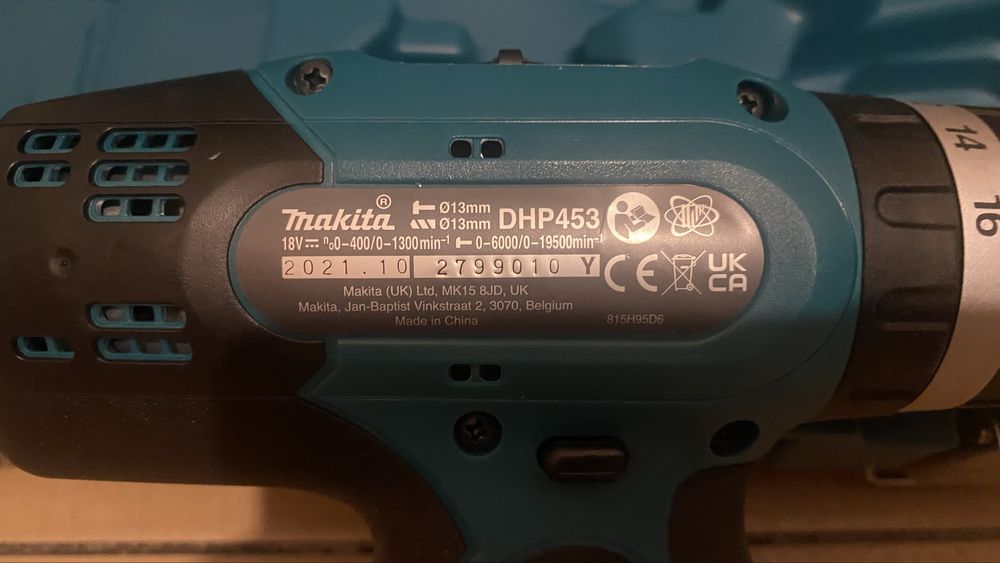 makita® Ø13mm DHP453
Ø13mm
18V⎓ n₀0-400/0-1300min⁻¹ 0-6000/0-19500min⁻¹
2021.10 2799010 Y
CE UK
CA
Makita (UK) Ltd, MK15 8JD, UK
Makita, Jan-Baptist Vinkstraat 2, 3070, Belgium
Made in China 815H95D6
14
16